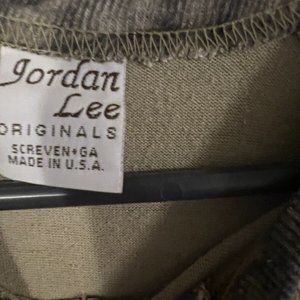 Jordan
Lee
ORIGINALS
SCREVEN•GA
MADE IN U.S.A.